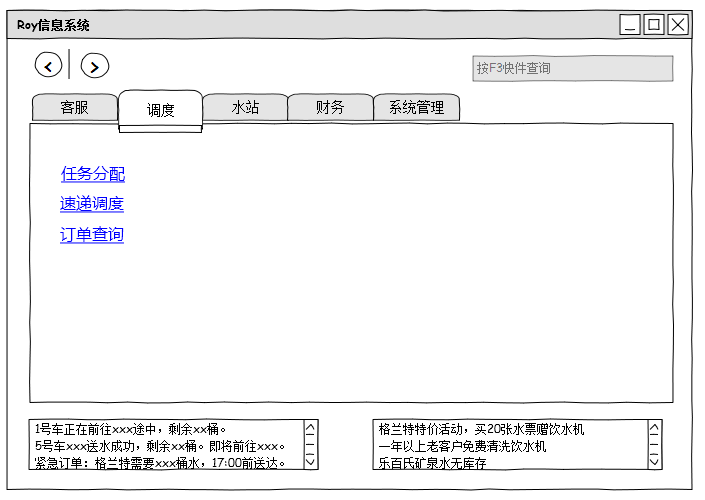 Roy信息系统
按F3快件查询
客服
调度
水站
财务
系统管理
任务分配
速递调度
订单查询
1号车正在前往xxx途中，剩余xx桶。
5号车xxx送水成功，剩余xx桶。即将前往xxx。
紧急订单：格兰特需要xxx桶水，17:00前送达。
格兰特特价活动，买20张水票赠饮水机
一年以上老客户免费清洗饮水机
乐百氏矿泉水无库存